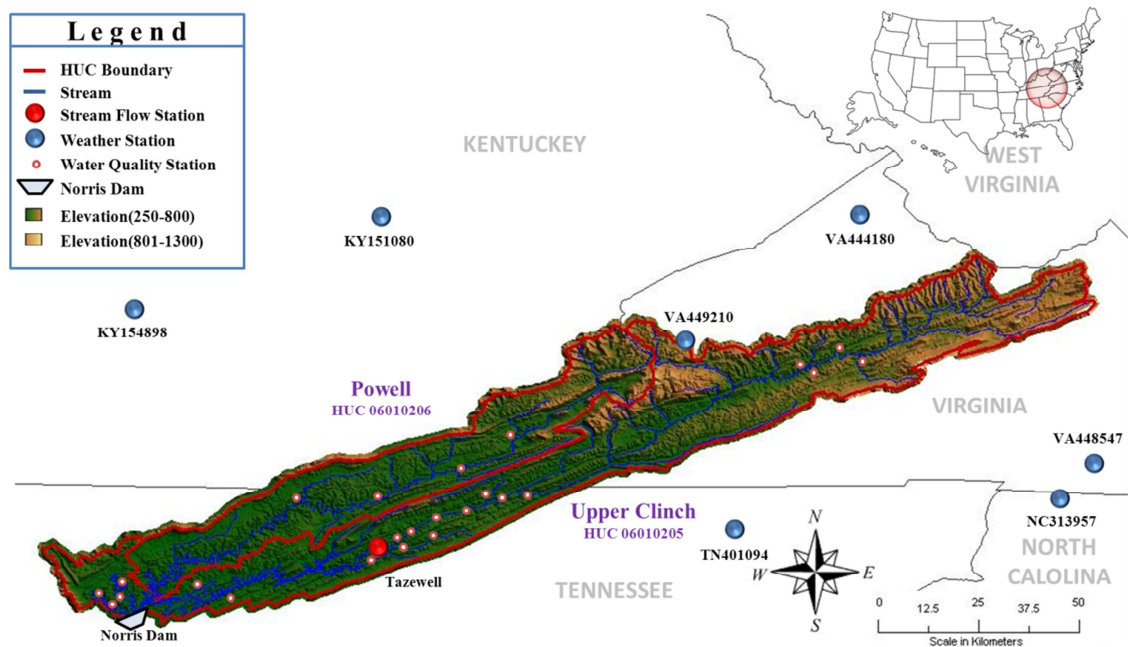 Legend
HUC Boundary
Stream
Stream Flow Station
Weather Station
Water Quality Station
Norris Dam
Elevation(250-800)
Elevation(801-1300)
KENTUCKY
WEST
VIRGINIA
KY151080
VA444180
KY154898
VA449210
Powell
HUC 06010206
VIRGINIA
VA448547
Upper Clinch
HUC 06010205
TN401094
NC313957
NORTH
CALOLINA
TENNESSEE
Tazewell
Norris Dam
N
W
E
S
0 12.5 25 37.5 50
Scale in Kilometers